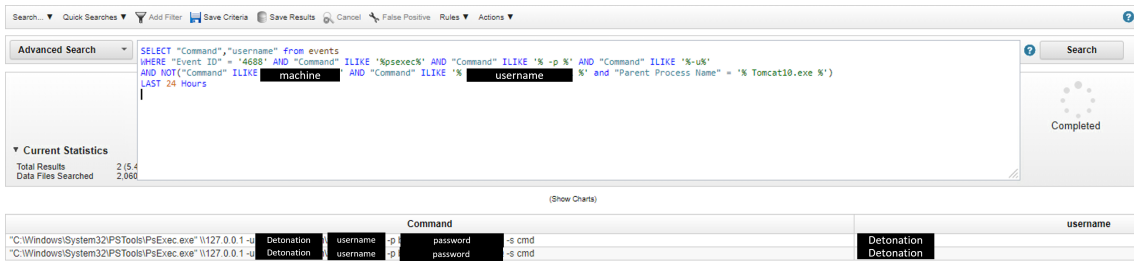 Search... ▼ Quick Searches ▼ Add Filter Save Criteria Save Results Cancel False Positive Rules ▼ Actions ▼
Advanced Search
SELECT "Command","username" from events
WHERE "Event ID" = '4688' AND "Command" ILIKE '%psexec%' AND "Command" ILIKE '% -p %' AND "Command" ILIKE '%-u%'
AND NOT("Command" ILIKE machine ' AND "Command" ILIKE '% username %' and "Parent Process Name" = '% Tomcat10.exe %')
LAST 24 Hours
Search
Completed
▼ Current Statistics
Total Results 2 (5.4
Data Files Searched 2,060
(Show Charts)
Command username
"C:\Windows\System32\PSTools\PsExec.exe" \\127.0.0.1 -u Detonation \ username -p b password -s cmd Detonation
"C:\Windows\System32\PSTools\PsExec.exe" \\127.0.0.1 -u Detonation \ username -p b password -s cmd Detonation